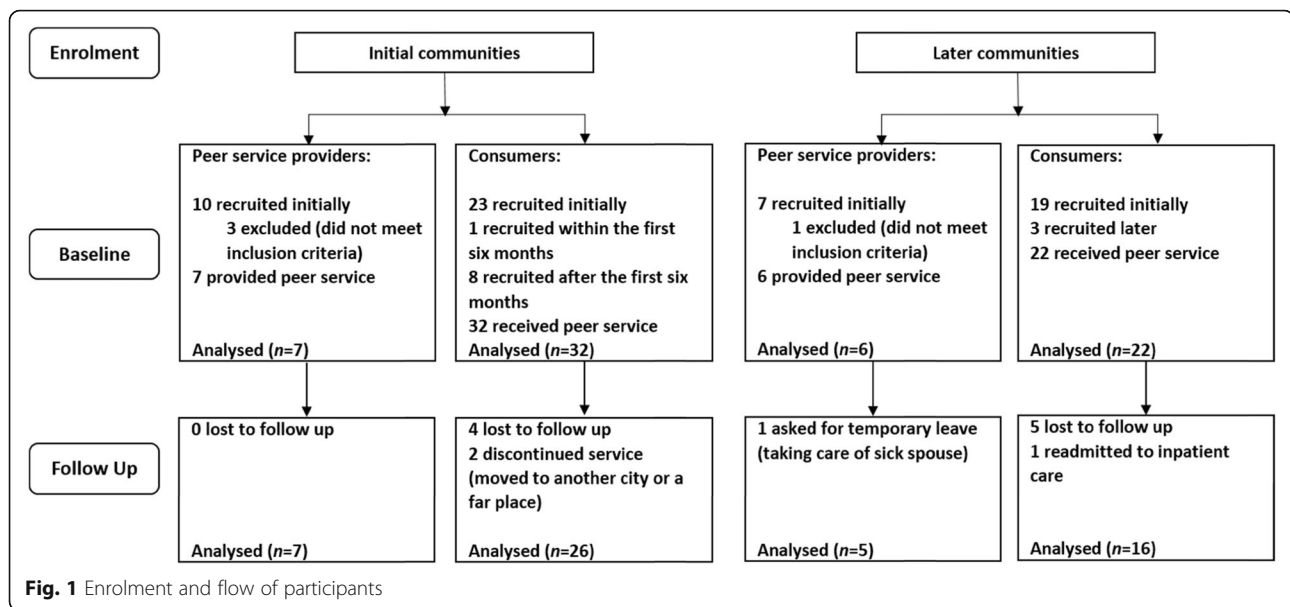 Enrolment
Initial communities
Later communities
Baseline
Peer service providers:
10 recruited initially
3 excluded (did not meet
inclusion criteria)
7 provided peer service
Analysed (n=7)
Consumers:
23 recruited initially
1 recruited within the first
six months
8 recruited after the first six
months
32 received peer service
Analysed (n=32)
Peer service providers:
7 recruited initially
1 excluded (did not meet
inclusion criteria)
6 provided peer service
Analysed (n=6)
Consumers:
19 recruited initially
3 recruited later
22 received peer service
Analysed (n=22)
Follow Up
0 lost to follow up
Analysed (n=7)
4 lost to follow up
2 discontinued service
(moved to another city or a
far place)
Analysed (n=26)
1 asked for temporary leave
(taking care of sick spouse)
Analysed (n=5)
5 lost to follow up
1 readmitted to inpatient
care
Analysed (n=16)
Fig. 1 Enrolment and flow of participants